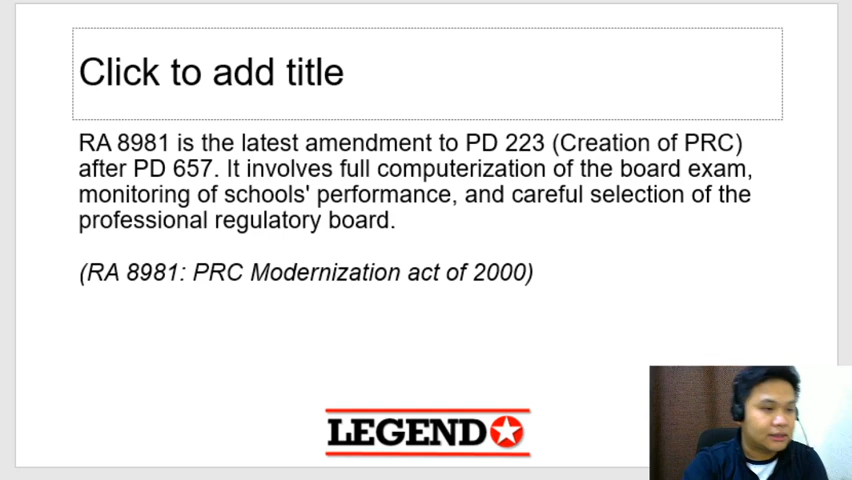 Click to add title
RA 8981 is the latest amendment to PD 223 (Creation of PRC)
after PD 657. It involves full computerization of the board exam,
monitoring of schools' performance, and careful selection of the
professional regulatory board.
(RA 8981: PRC Modernization act of 2000)
LEGEND